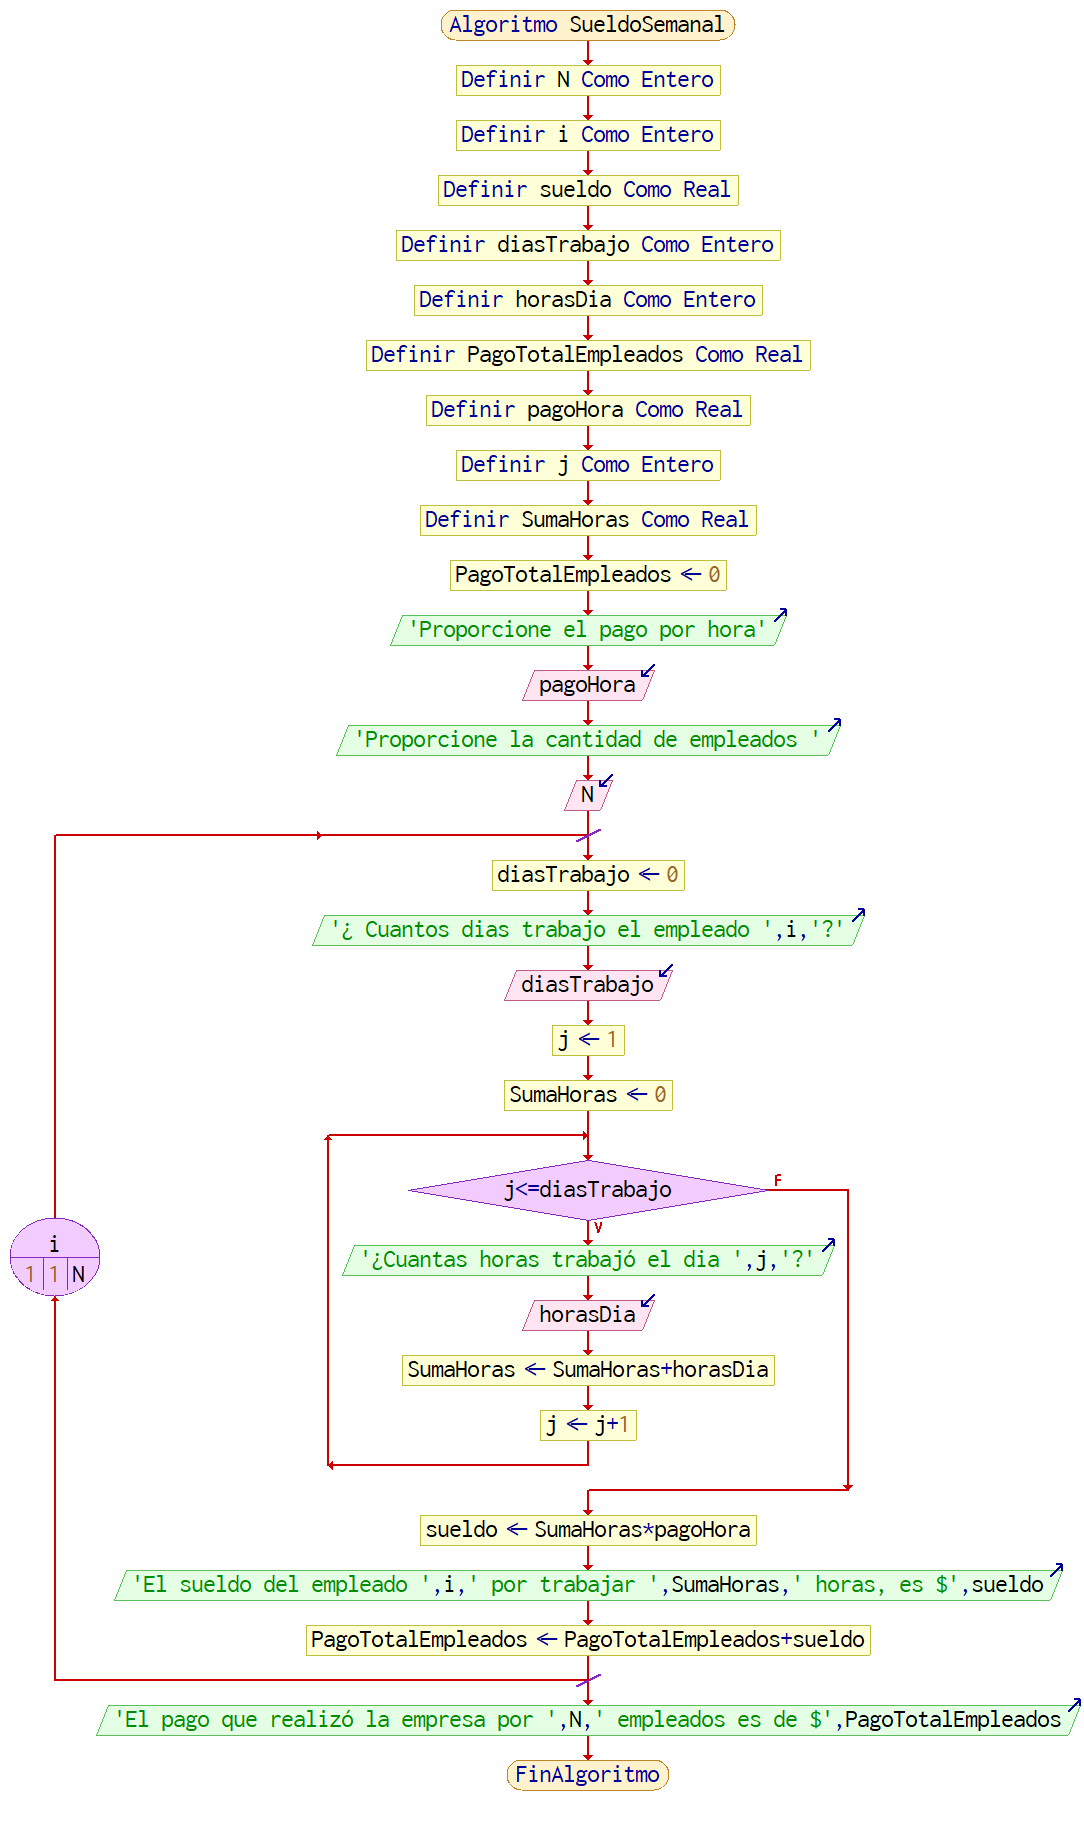 Algoritmo SueldoSemanal
Definir N Como Entero
Definir i Como Entero
Definir sueldo Como Real
Definir diasTrabajo Como Entero
Definir horasDia Como Entero
Definir PagoTotalEmpleados Como Real
Definir pagoHora Como Real
Definir j Como Entero
Definir SumaHoras Como Real
PagoTotalEmpleados ← 0
'Proporcione el pago por hora'
pagoHora
'Proporcione la cantidad de empleados '
N
diasTrabajo ← 0
'¿ Cuantos dias trabajo el empleado ',i,'?'
diasTrabajo
j ← 1
SumaHoras ← 0
j<=diasTrabajo
F
V
'¿Cuantas horas trabajó el dia ',j,'?'
horasDia
SumaHoras ← SumaHoras+horasDia
j ← j+1
i
1 1 N
sueldo ← SumaHoras*pagoHora
'El sueldo del empleado ',i,' por trabajar ',SumaHoras,' horas, es $',sueldo
PagoTotalEmpleados ← PagoTotalEmpleados+sueldo
'El pago que realizó la empresa por ',N,' empleados es de $',PagoTotalEmpleados
FinAlgoritmo